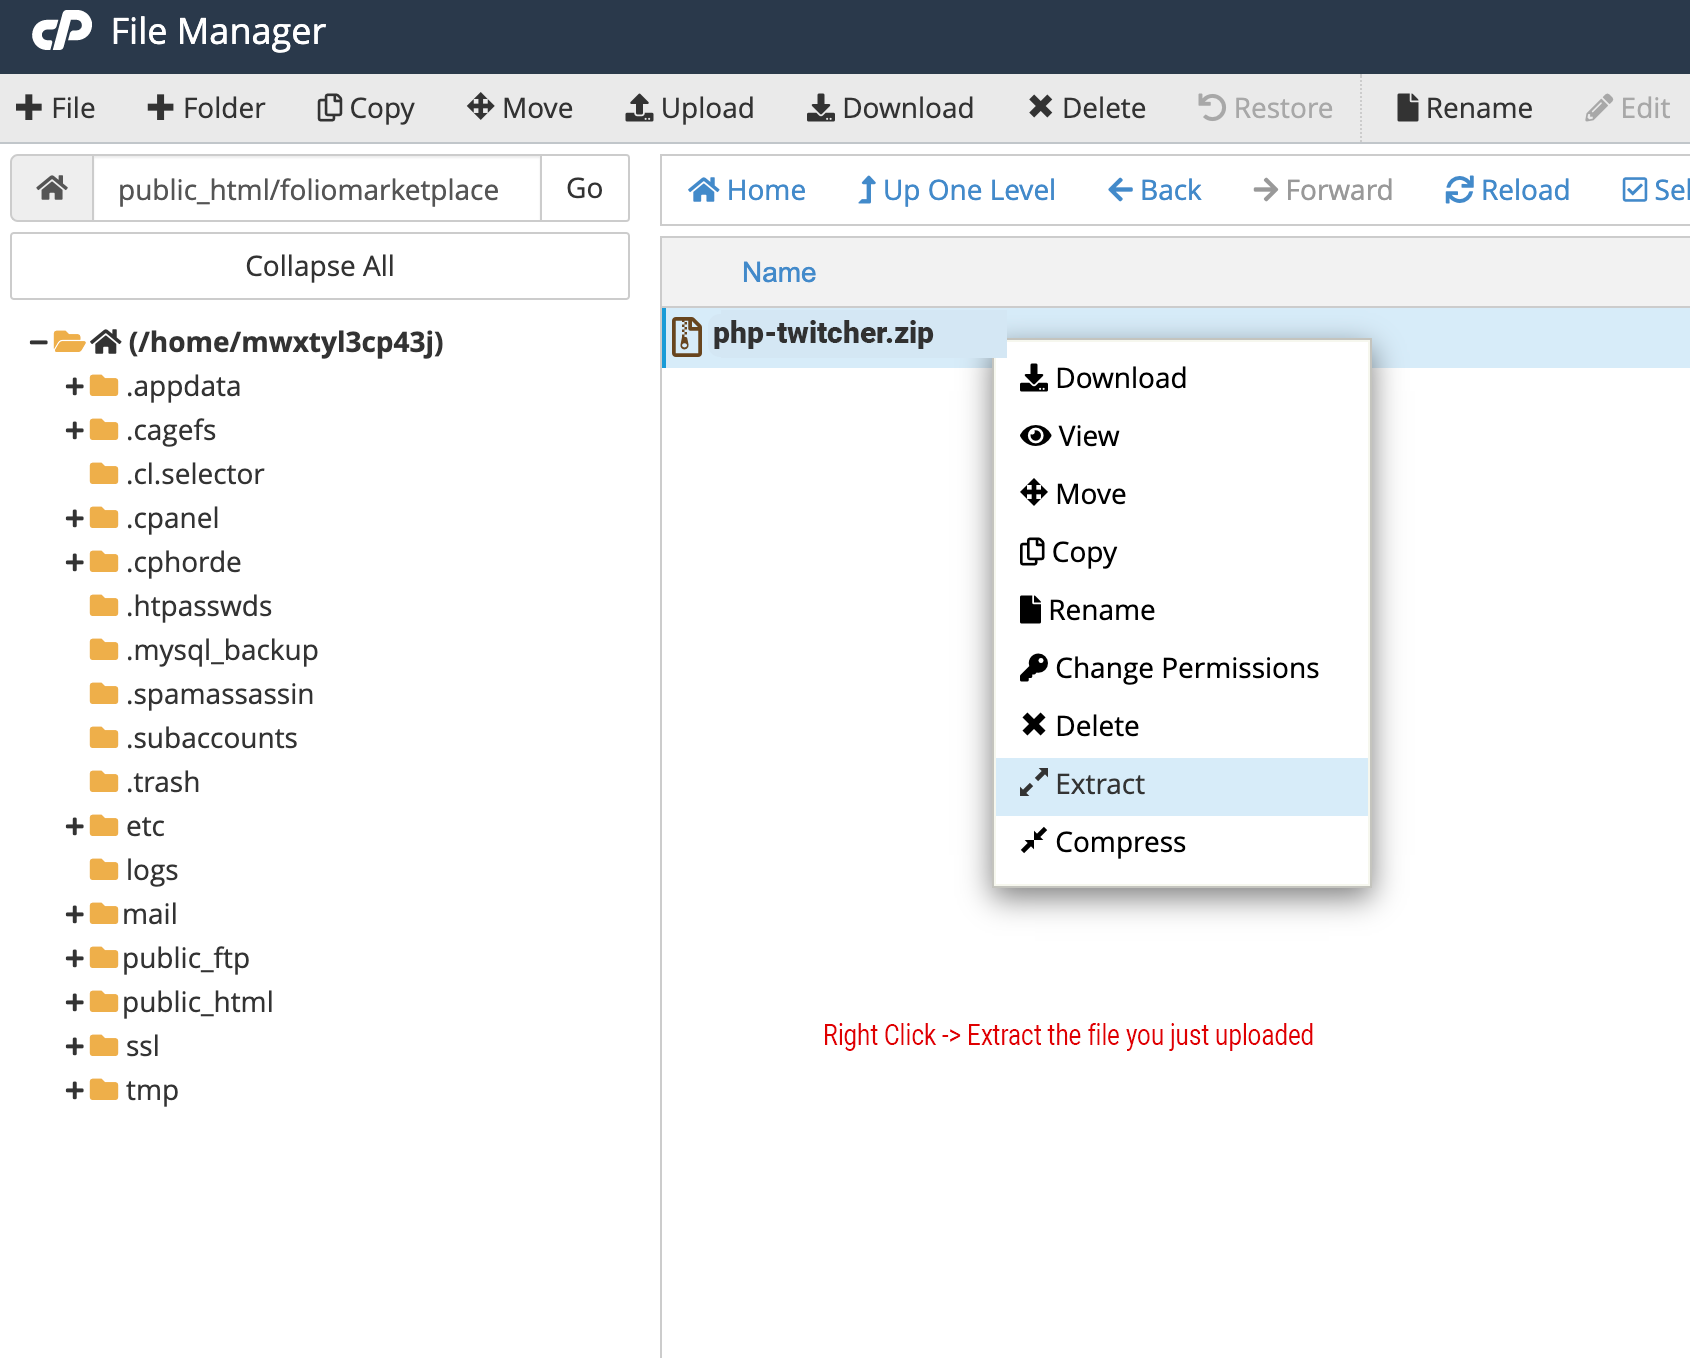 cP File Manager
File Folder Copy Move Upload Download Delete Restore Rename Edit
public_html/foliomarketplace Go
Home Up One Level Back Forward Reload Sel
Collapse All
Name
(/home/mwxtyl3cp43j)
.appdata
.cagefs
.cl.selector
.cpanel
.cphorde
.htpasswds
.mysql_backup
.spamassassin
.subaccounts
.trash
etc
logs
mail
public_ftp
public_html
ssl
tmp
php-twitcher.zip
Download
View
Move
Copy
Rename
Change Permissions
Delete
Extract
Compress
Right Click -> Extract the file you just uploaded